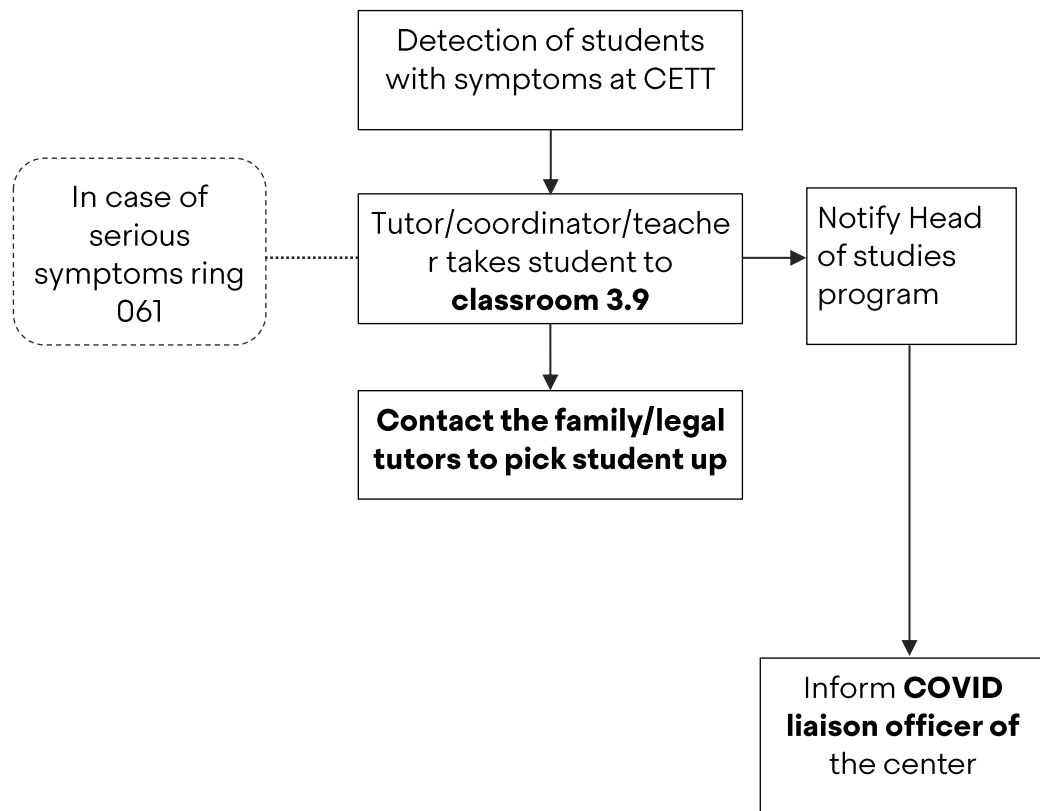 Detection of students
with symptoms at CETT
In case of
serious
symptoms ring
061
Tutor/coordinator/teache
r takes student to
classroom 3.9
Notify Head
of studies
program
Contact the family/legal
tutors to pick student up
Inform COVID
liaison officer of
the center